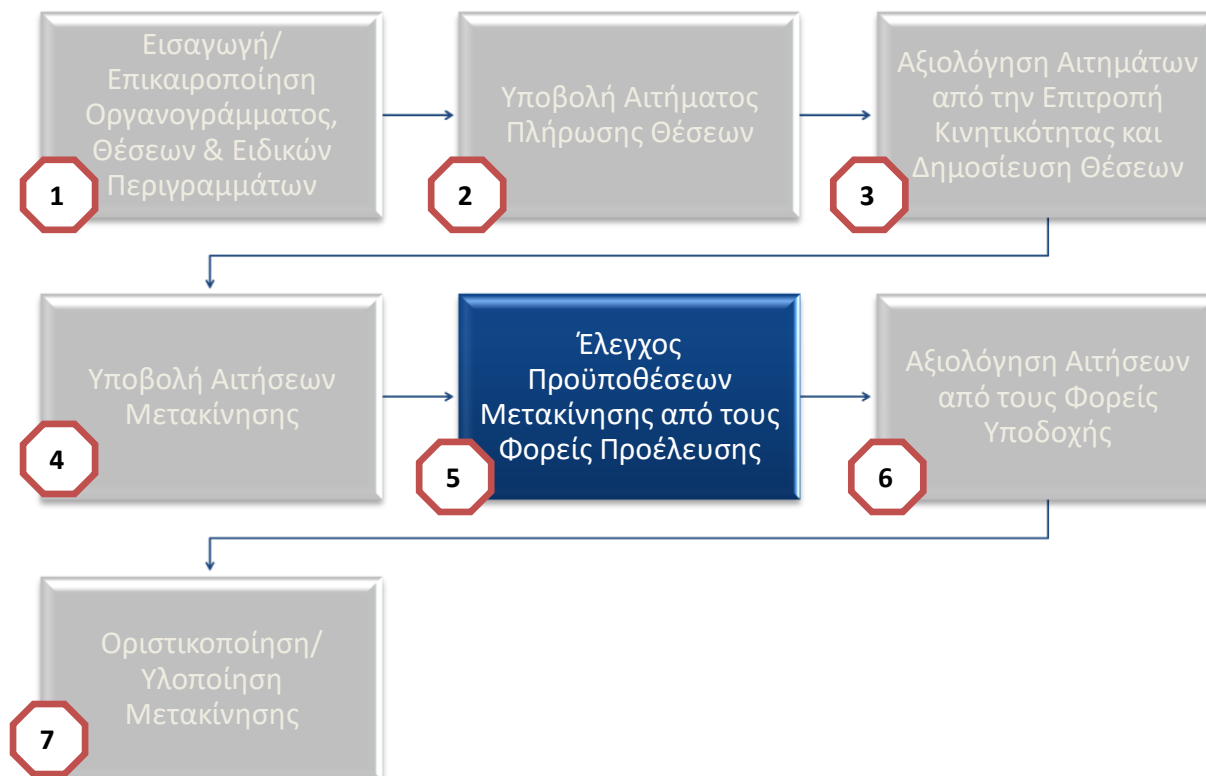 Εισαγωγή/
Επικαιροποίηση
Οργανογράμματος,
Θέσεων & Ειδικών
Περιγραμμάτων
1
Υποβολή Αιτήματος
Πλήρωσης Θέσεων
2
Αξιολόγηση Αιτημάτων
από την Επιτροπή
Κινητικότητας και
Δημοσίευση Θέσεων
3
Υποβολή Αιτήσεων
Μετακίνησης
4
Έλεγχος
Προϋποθέσεων
Μετακίνησης από τους
Φορείς Προέλευσης
5
Αξιολόγηση Αιτήσεων
από τους Φορείς
Υποδοχής
6
Οριστικοποίηση/
Υλοποίηση
Μετακίνησης
7